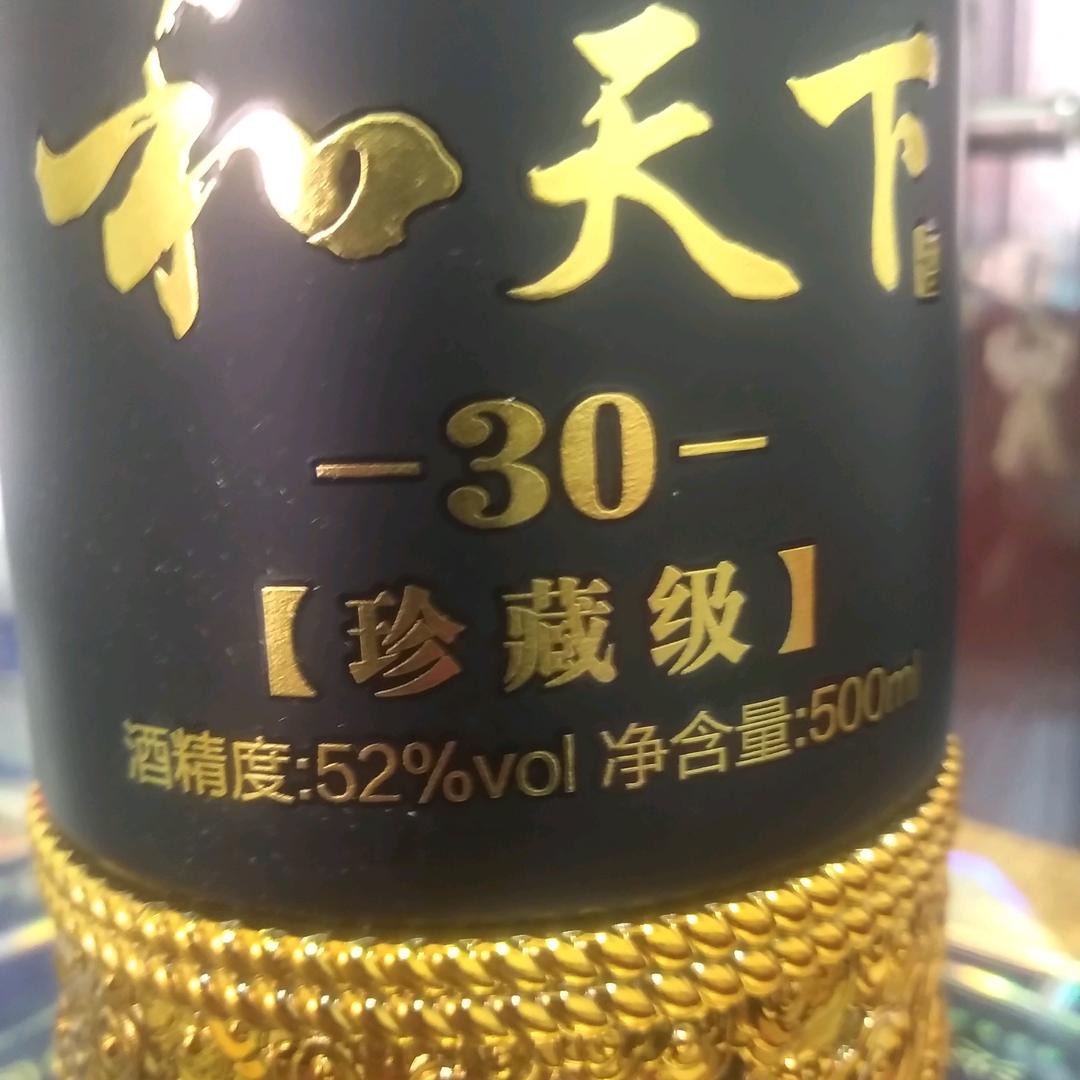 和天下
—30—
【珍藏级】
酒精度:52%vol 净含量:500ml